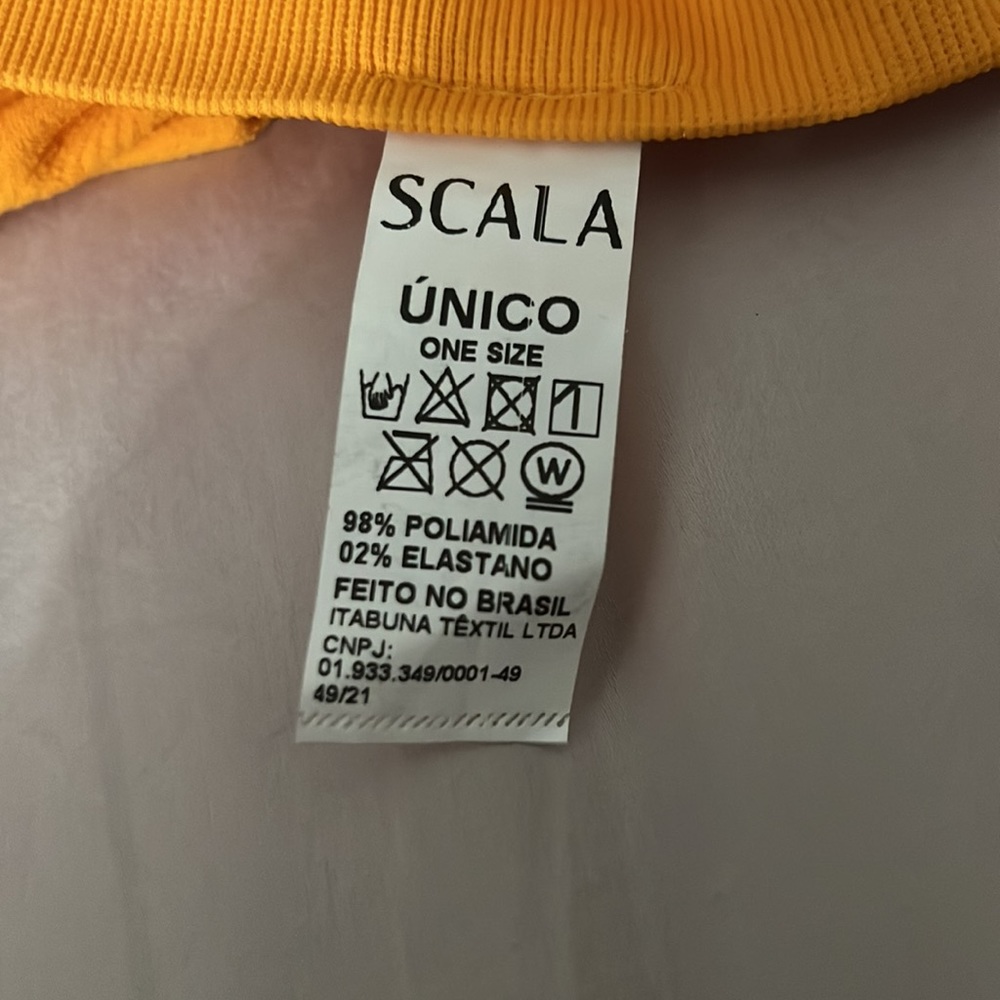 SCALA
ÚNICO
ONE SIZE
W
98% POLIAMIDA
02% ELASTANO
FEITO NO BRASIL
ITABUNA TÊXTIL LTDA
CNPJ:
01.933.349/0001-49
49/21